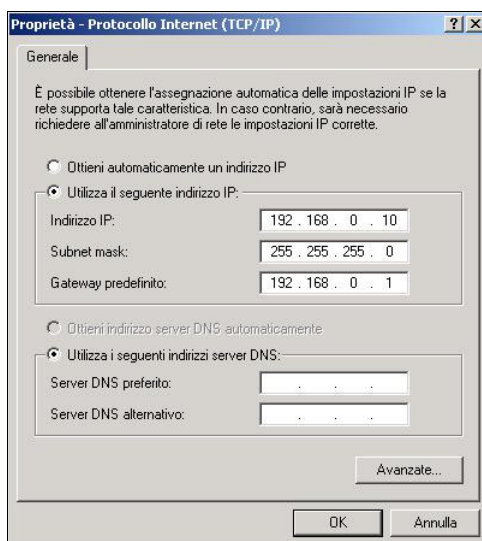 Proprietà - Protocollo Internet (TCP/IP)
Generale
È possibile ottenere l'assegnazione automatica delle impostazioni IP se la
rete supporta tale caratteristica. In caso contrario, sarà necessario
richiedere all'amministratore di rete le impostazioni IP corrette.
Ottieni automaticamente un indirizzo IP
Utilizza il seguente indirizzo IP:
Indirizzo IP: 192 . 168 . 0 . 10
Subnet mask: 255 . 255 . 255 . 0
Gateway predefinito: 192 . 168 . 0 . 1
Ottieni indirizzo server DNS automaticamente
Utilizza i seguenti indirizzi server DNS:
Server DNS preferito: . . .
Server DNS alternativo: . . .
Avanzate...
OK Annulla